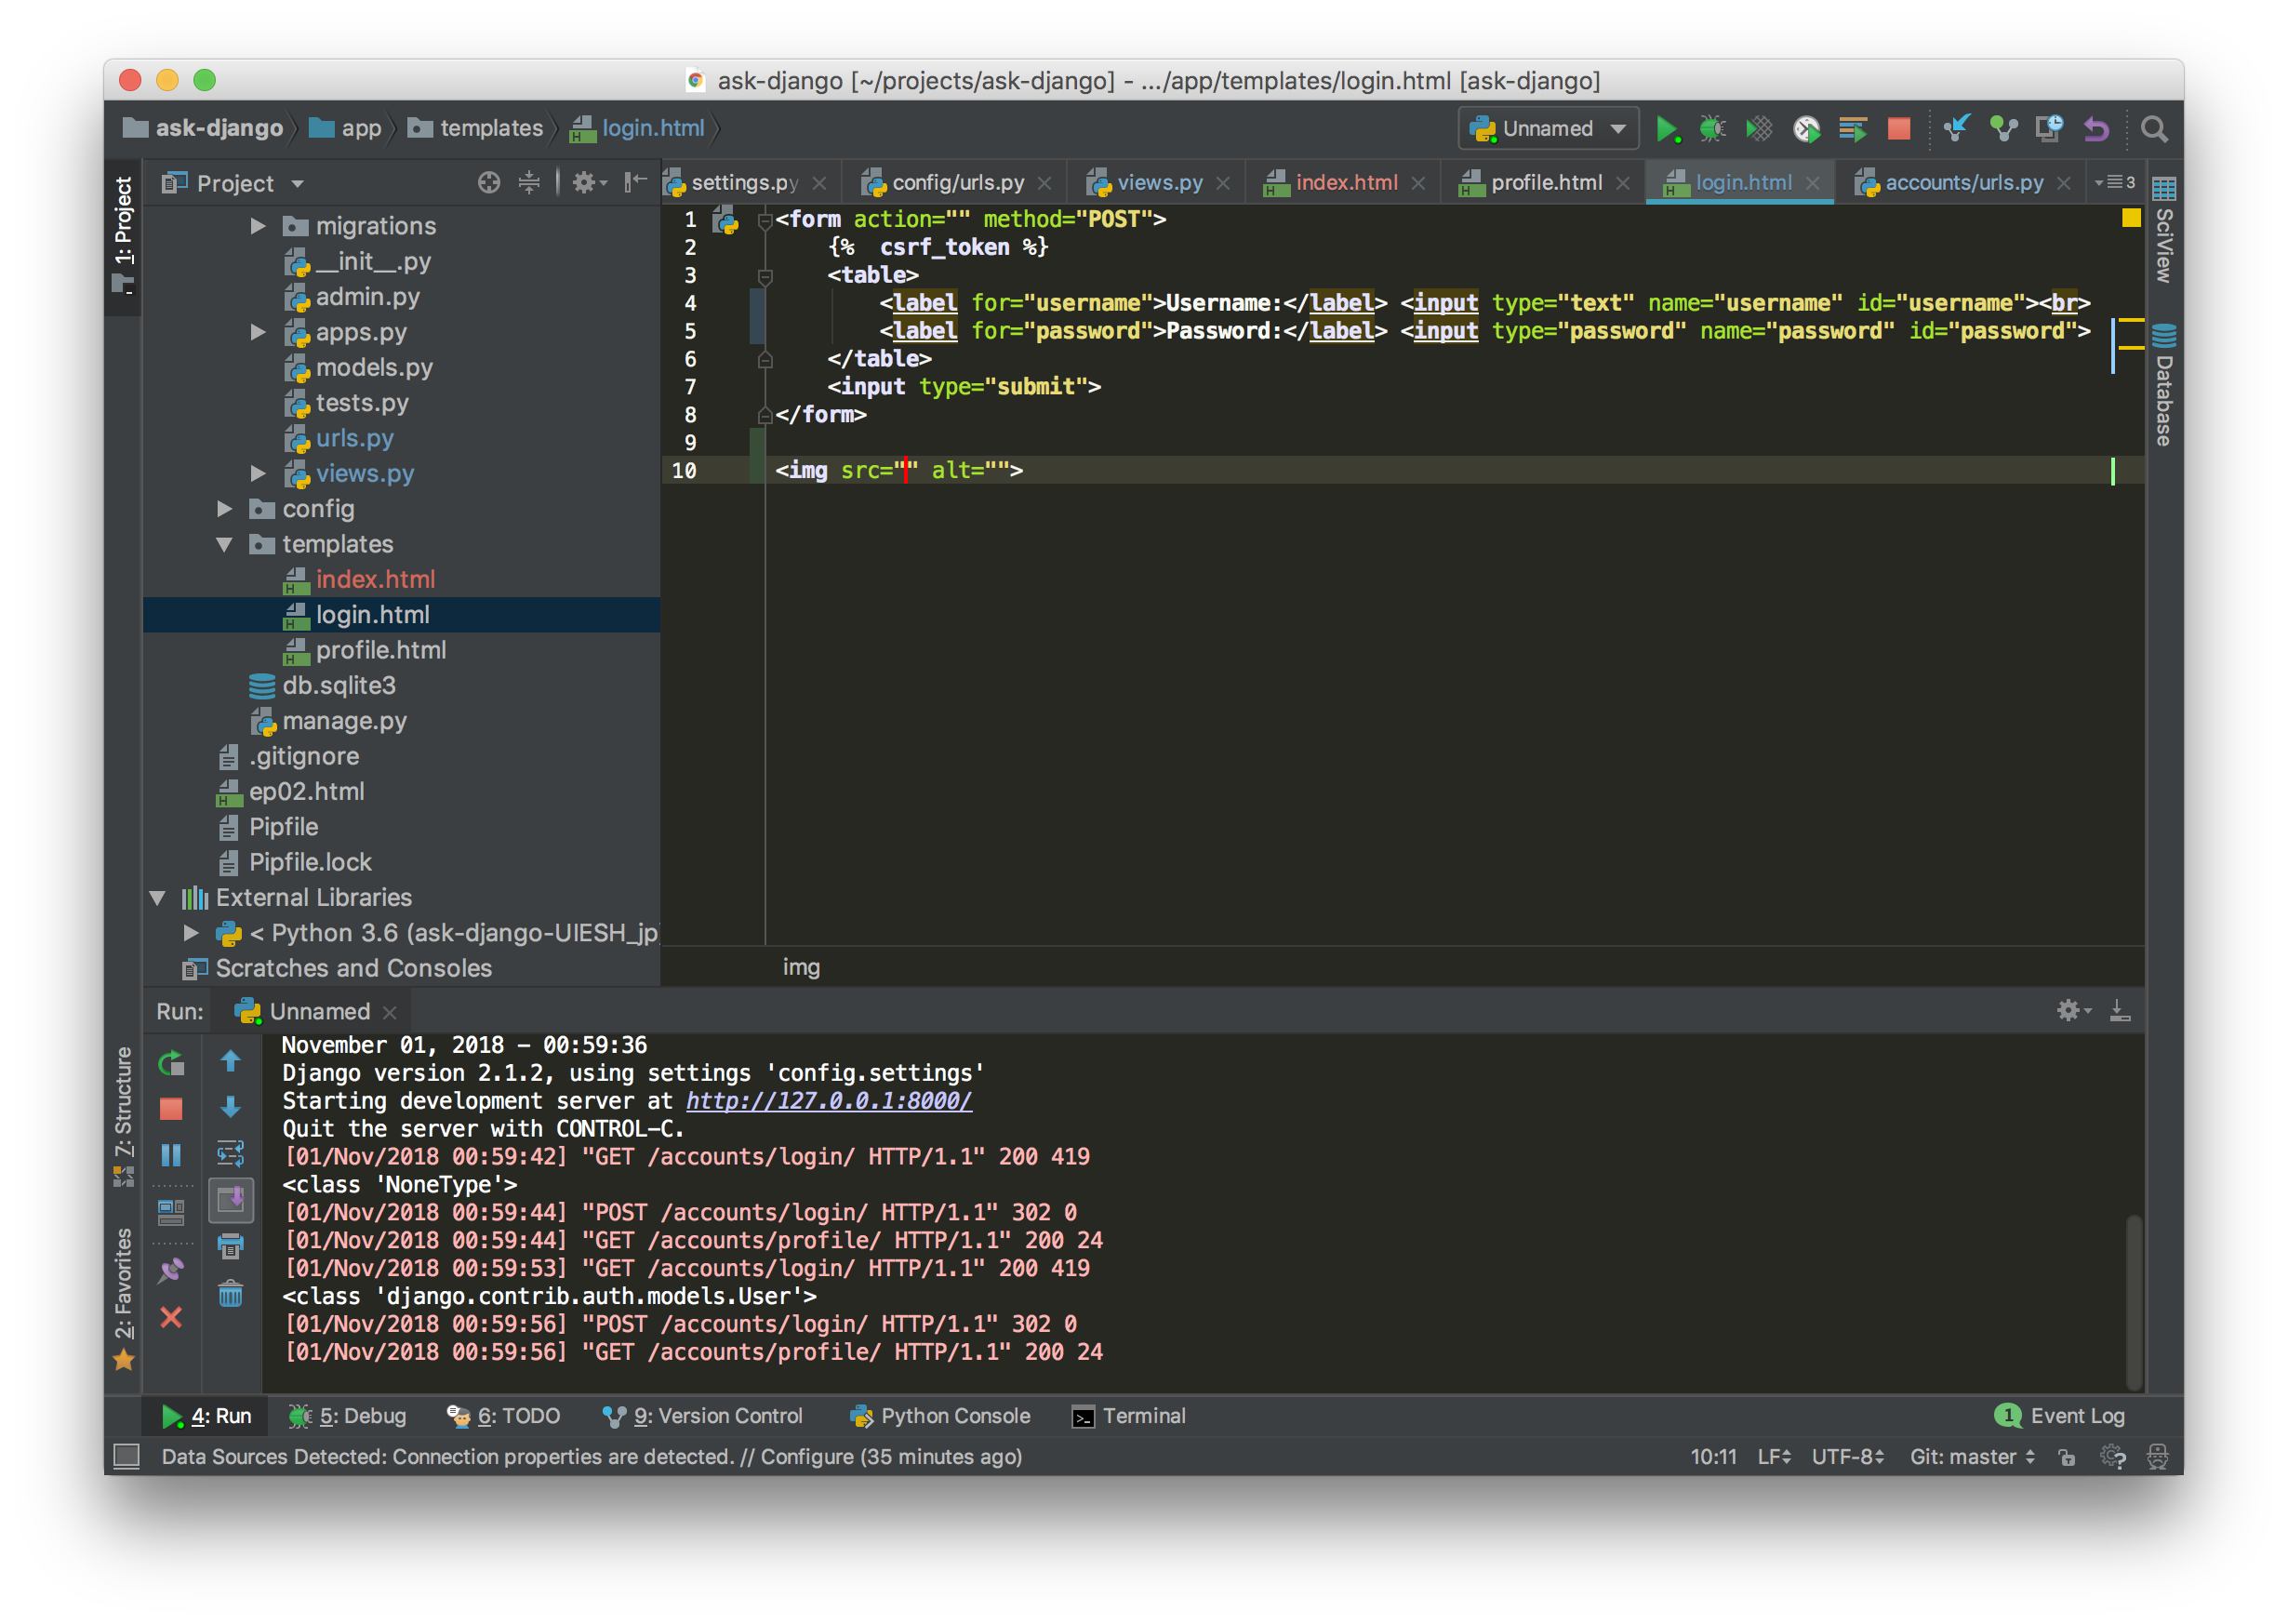 ask-django [~/projects/ask-django] - .../app/templates/login.html [ask-django]
ask-django app templates login.html
Unnamed
1: Project
Project
migrations
__init__.py
admin.py
apps.py
models.py
tests.py
urls.py
views.py
config
templates
index.html
login.html
profile.html
db.sqlite3
manage.py
.gitignore
ep02.html
Pipfile
Pipfile.lock
External Libraries
< Python 3.6 (ask-django-UIESH_jp
Scratches and Consoles
settings.py config/urls.py views.py index.html profile.html login.html accounts/urls.py 3
1 <form action="" method="POST">
2 {%  csrf_token %}
3 <table>
4 <label for="username">Username:</label> <input type="text" name="username" id="username"><br>
5 <label for="password">Password:</label> <input type="password" name="password" id="password">
6 </table>
7 <input type="submit">
8 </form>
9
10 <img src="" alt="">
img
SciView
Database
Run: Unnamed
7: Structure
2: Favorites
November 01, 2018 - 00:59:36
Django version 2.1.2, using settings 'config.settings'
Starting development server at http://127.0.0.1:8000/
Quit the server with CONTROL-C.
[01/Nov/2018 00:59:42] "GET /accounts/login/ HTTP/1.1" 200 419
<class 'NoneType'>
[01/Nov/2018 00:59:44] "POST /accounts/login/ HTTP/1.1" 302 0
[01/Nov/2018 00:59:44] "GET /accounts/profile/ HTTP/1.1" 200 24
[01/Nov/2018 00:59:53] "GET /accounts/login/ HTTP/1.1" 200 419
<class 'django.contrib.auth.models.User'>
[01/Nov/2018 00:59:56] "POST /accounts/login/ HTTP/1.1" 302 0
[01/Nov/2018 00:59:56] "GET /accounts/profile/ HTTP/1.1" 200 24
4: Run 5: Debug 6: TODO 9: Version Control Python Console Terminal 1 Event Log
Data Sources Detected: Connection properties are detected. // Configure (35 minutes ago) 10:11 LF UTF-8 Git: master